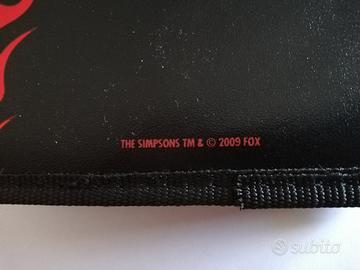 THE SIMPSONS TM & © 2009 FOX
subito